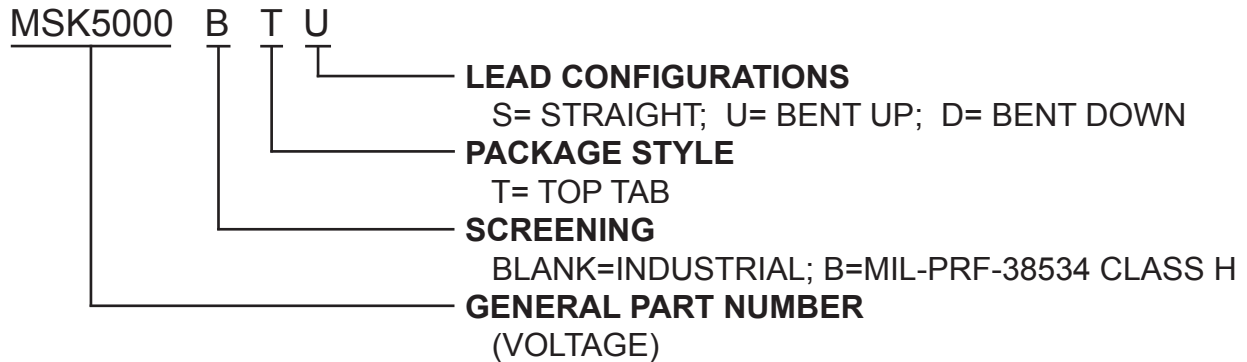 MSK5000 B T U
LEAD CONFIGURATIONS
S= STRAIGHT; U= BENT UP; D= BENT DOWN
PACKAGE STYLE
T= TOP TAB
SCREENING
BLANK=INDUSTRIAL; B=MIL-PRF-38534 CLASS H
GENERAL PART NUMBER
(VOLTAGE)